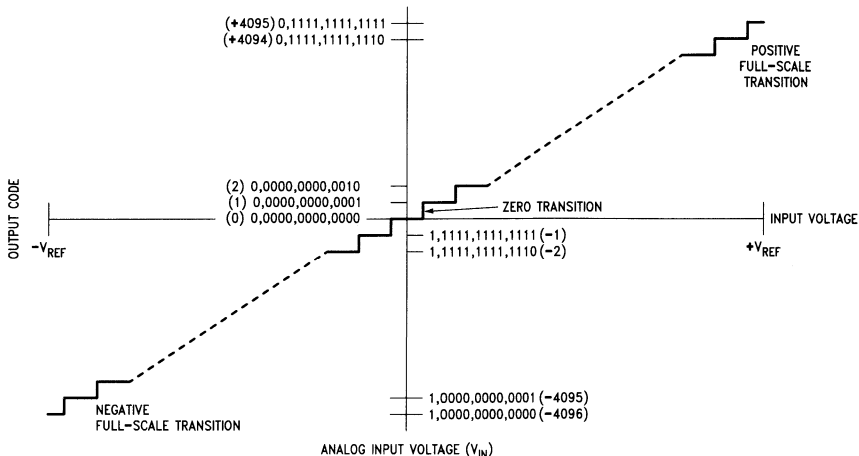 (+4095) 0,1111,1111,1111
(+4094) 0,1111,1111,1110
POSITIVE
FULL-SCALE
TRANSITION
OUTPUT CODE
(2) 0,0000,0000,0010
(1) 0,0000,0000,0001
(0) 0,0000,0000,0000
ZERO TRANSITION
INPUT VOLTAGE
-VREF
+VREF
1,1111,1111,1111 (-1)
1,1111,1111,1110 (-2)
1,0000,0000,0001 (-4095)
1,0000,0000,0000 (-4096)
NEGATIVE
FULL-SCALE TRANSITION
ANALOG INPUT VOLTAGE (VIN)